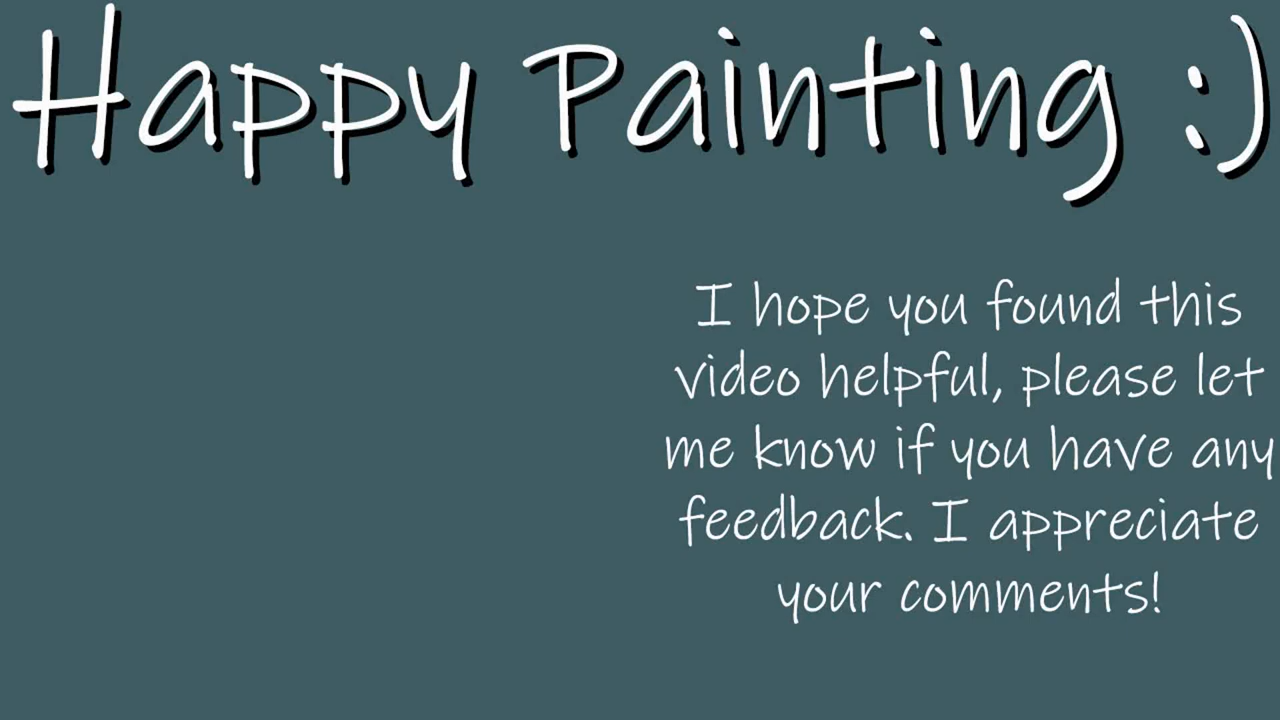 Happy Painting :)
I hope you found this
video helpful, please let
me know if you have any
feedback. I appreciate
your comments!